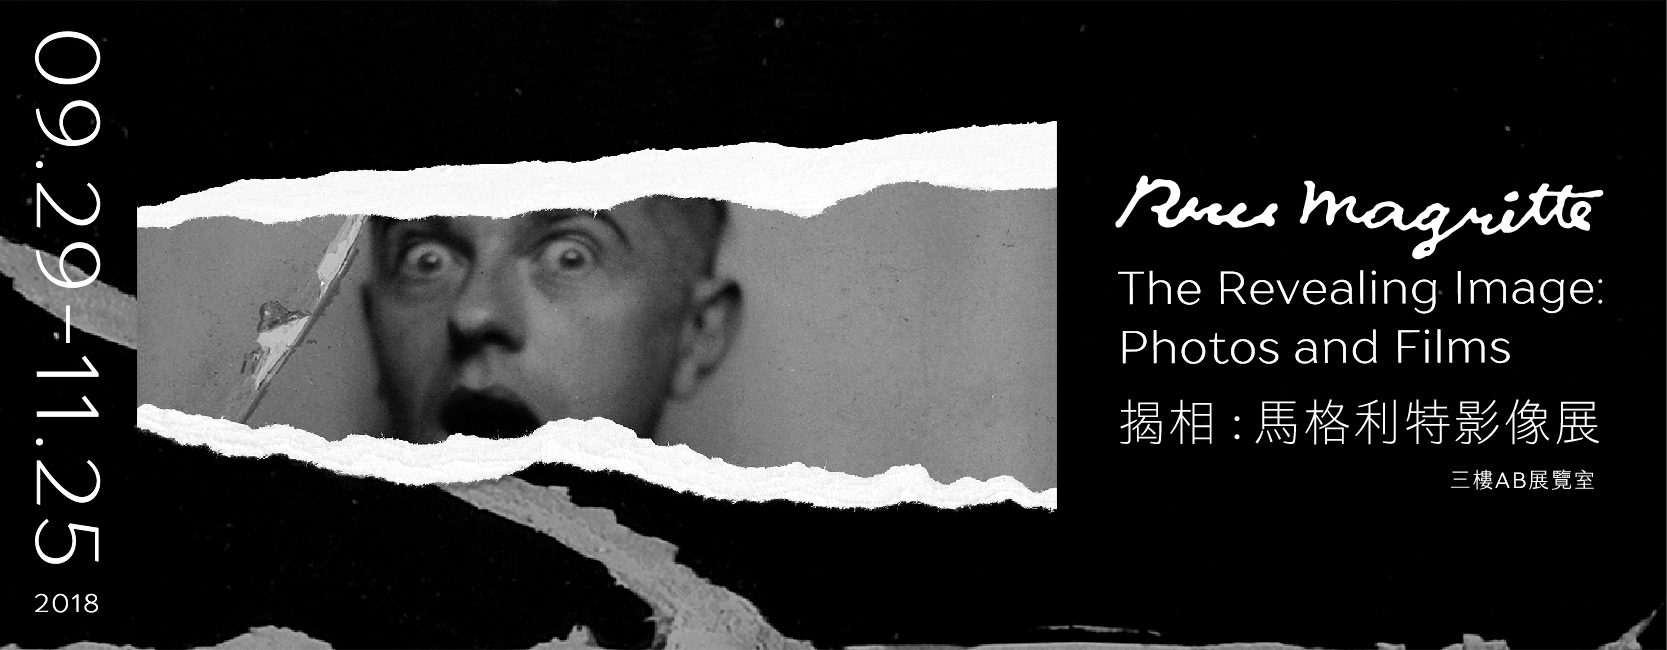 09.29-11.25
2018
Rene Magritte
The Revealing Image:
Photos and Films
揭相：馬格利特影像展
三樓AB展覽室